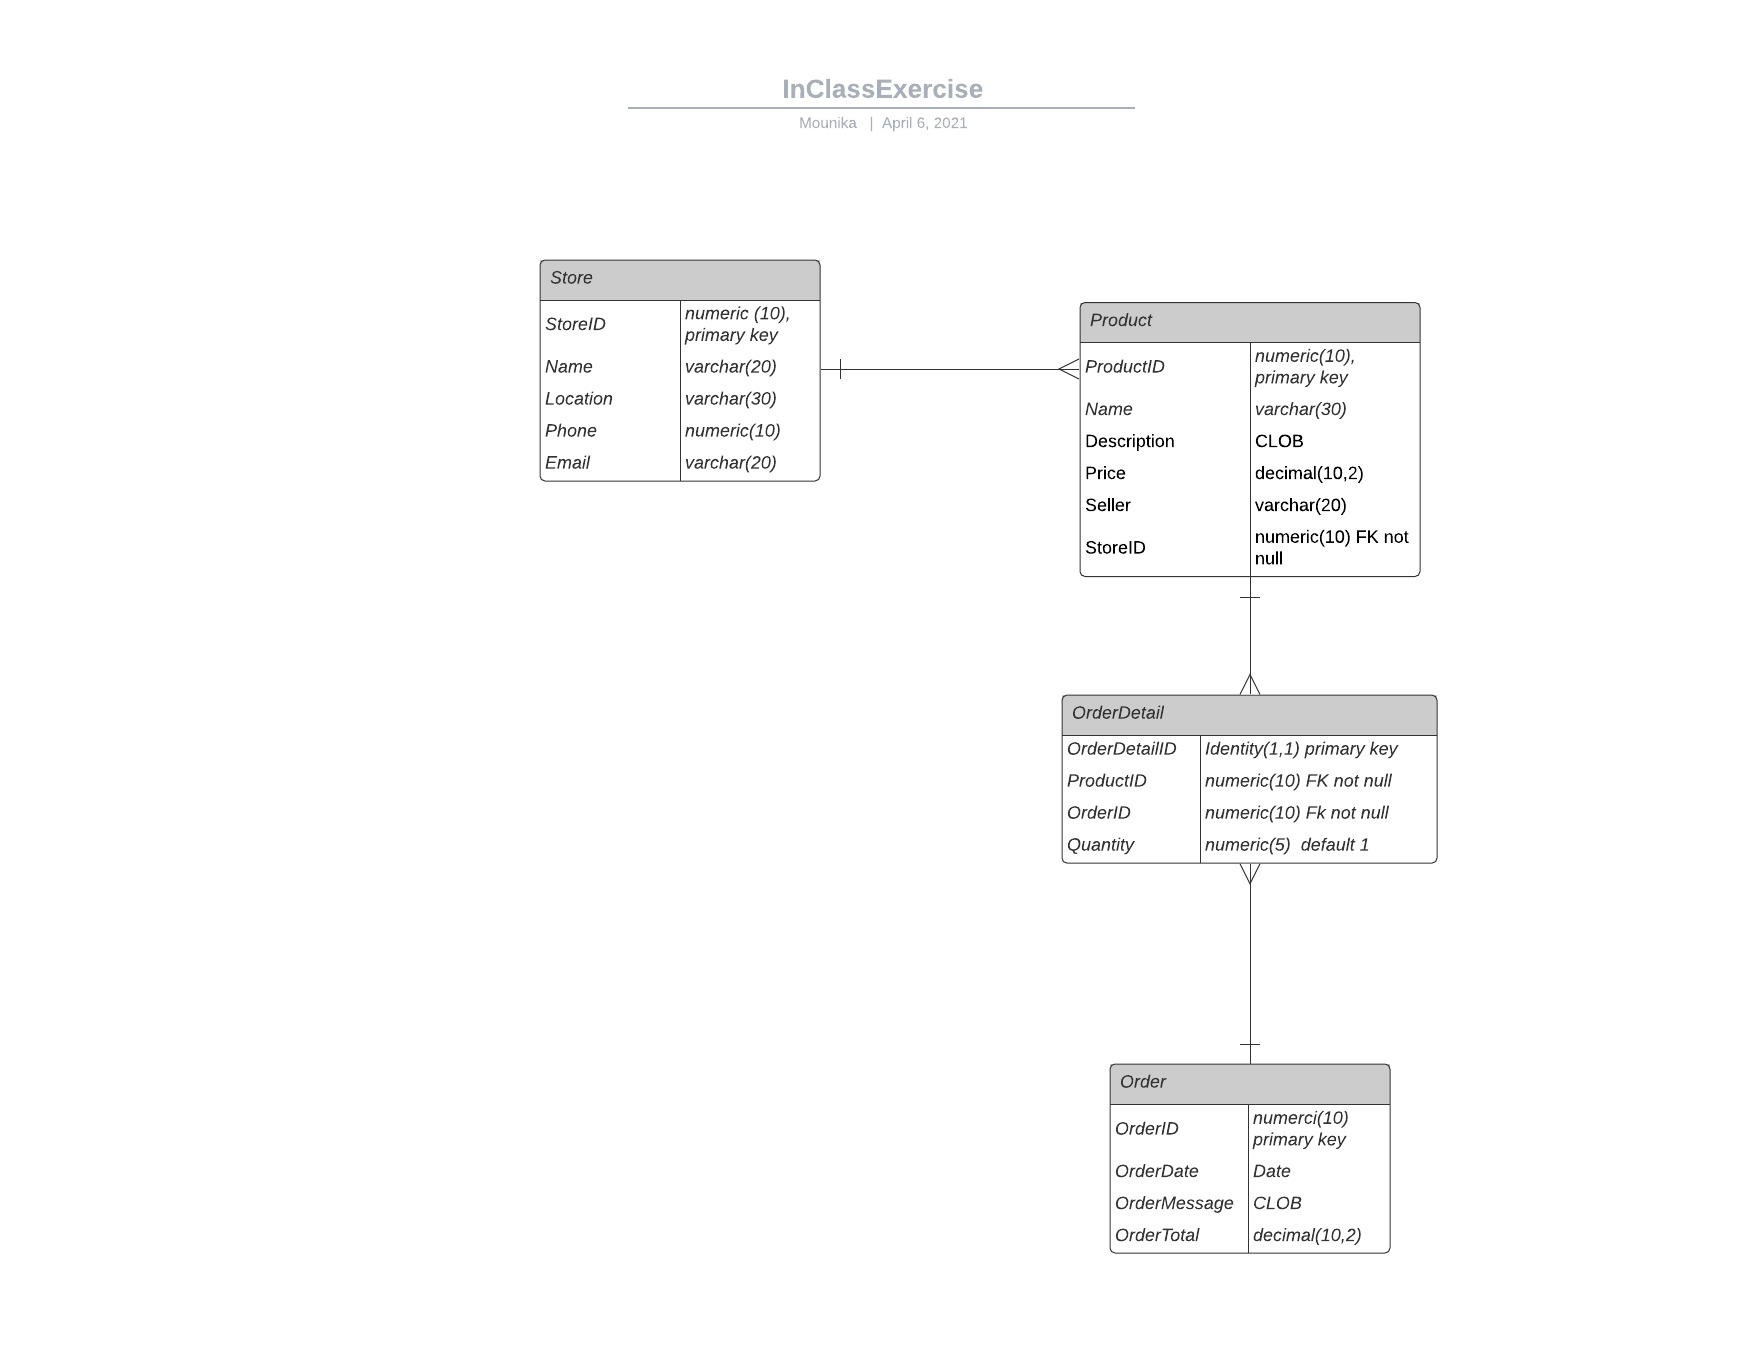 InClassExercise
Mounika | April 6, 2021
Store
StoreID numeric (10),
primary key
Name varchar(20)
Location varchar(30)
Phone numeric(10)
Email varchar(20)
Product
ProductID numeric(10),
primary key
Name varchar(30)
Description CLOB
Price decimal(10,2)
Seller varchar(20)
StoreID numeric(10) FK not
null
OrderDetail
OrderDetailID Identity(1,1) primary key
ProductID numeric(10) FK not null
OrderID numeric(10) Fk not null
Quantity numeric(5) default 1
Order
OrderID numerci(10)
primary key
OrderDate Date
OrderMessage CLOB
OrderTotal decimal(10,2)